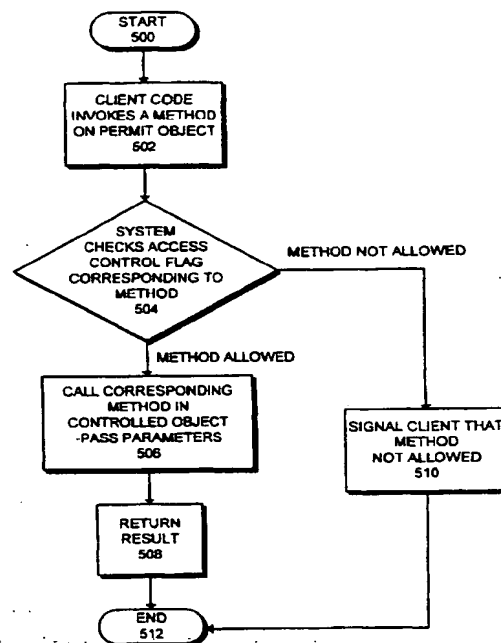 START
500
CLIENT CODE
INVOKES A METHOD
ON PERMIT OBJECT
502
SYSTEM
CHECKS ACCESS
CONTROL FLAG
CORRESPONDING TO
METHOD
504
METHOD NOT ALLOWED
METHOD ALLOWED
CALL CORRESPONDING
METHOD IN
CONTROLLED OBJECT
-PASS PARAMETERS
506
SIGNAL CLIENT THAT
METHOD
NOT ALLOWED
510
RETURN
RESULT
508
END
512